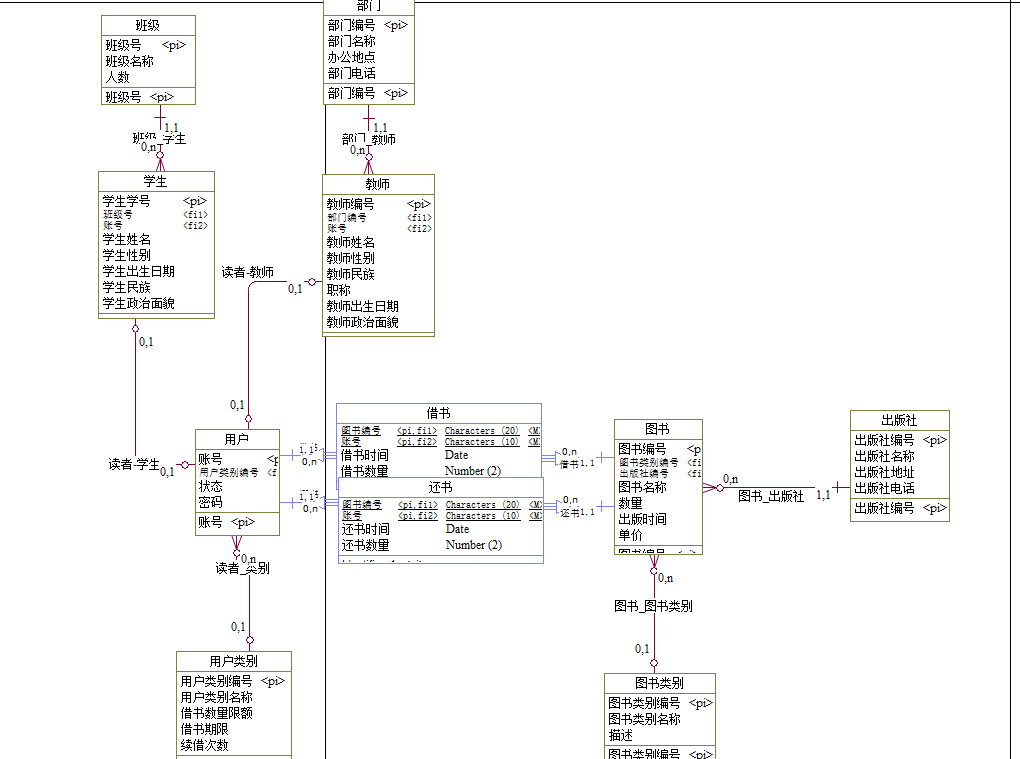 班级
班级号 <pi>
班级名称
人数
班级号 <pi>
1,1
班级_学生
0,n
部门
部门编号 <pi>
部门名称
办公地点
部门电话
部门编号 <pi>
1,1
部门_教师
0,n
学生
学生学号 <pi>
班级号 <fi1>
账号 <fi2>
学生姓名
学生性别
学生出生日期
学生民族
学生政治面貌
0,1
教师
教师编号 <pi>
部门编号 <fi1>
账号 <fi2>
教师姓名
教师性别
教师民族
职称
教师出生日期
教师政治面貌
读者-教师
0,1
0,1
读者-学生
0,1
用户
账号 <p
用户类别编号 <f
状态
密码
账号 <pi>
0,n
读者_类别
0,1
用户类别
用户类别编号 <pi>
用户类别名称
借书数量限额
借书期限
续借次数
0,n
0,n
借书
图书编号 <pi,fi1> Characters (20) <M
账号 <pi,fi2> Characters (10) <M
借书时间 Date
借书数量 Number (2)
还书
图书编号 <pi,fi1> Characters (20) <M
账号 <pi,fi2> Characters (10) <M
还书时间 Date
还书数量 Number (2)
0,n
借书1,1
0,n
还书1,1
图书
图书编号 <p
图书类别编号 <fi
出版社编号 <fi
图书名称
数量
出版时间
单价
0,n
图书_出版社
1,1
出版社
出版社编号 <pi>
出版社名称
出版社地址
出版社电话
出版社编号 <pi>
0,n
图书_图书类别
0,1
图书类别
图书类别编号 <pi>
图书类别名称
描述
图书类别编号 <pi>